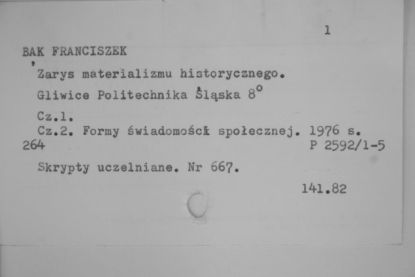 1
BAK FRANCISZEK
Zarys materializmu historycznego.
Gliwice Politechnika Śląska 8°
Cz.1.
Cz.2. Formy świadomości społecznej. 1976 s.
264 P 2592/1-5
Skrypty uczelniane. Nr 667.
141.82